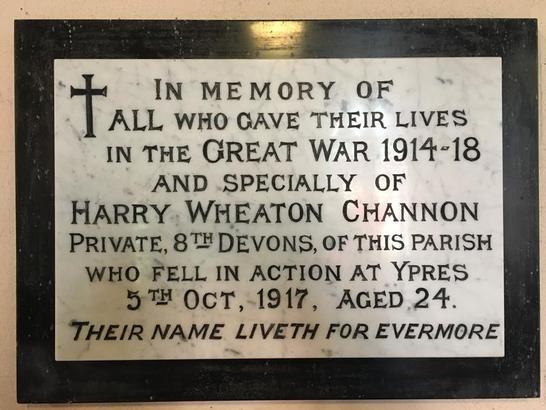 IN MEMORY OF
ALL WHO GAVE THEIR LIVES
IN THE GREAT WAR 1914-18
AND SPECIALLY OF
HARRY WHEATON CHANNON
PRIVATE, 8TH DEVONS, OF THIS PARISH
WHO FELL IN ACTION AT YPRES
5TH OCT, 1917, AGED 24.
THEIR NAME LIVETH FOR EVERMORE